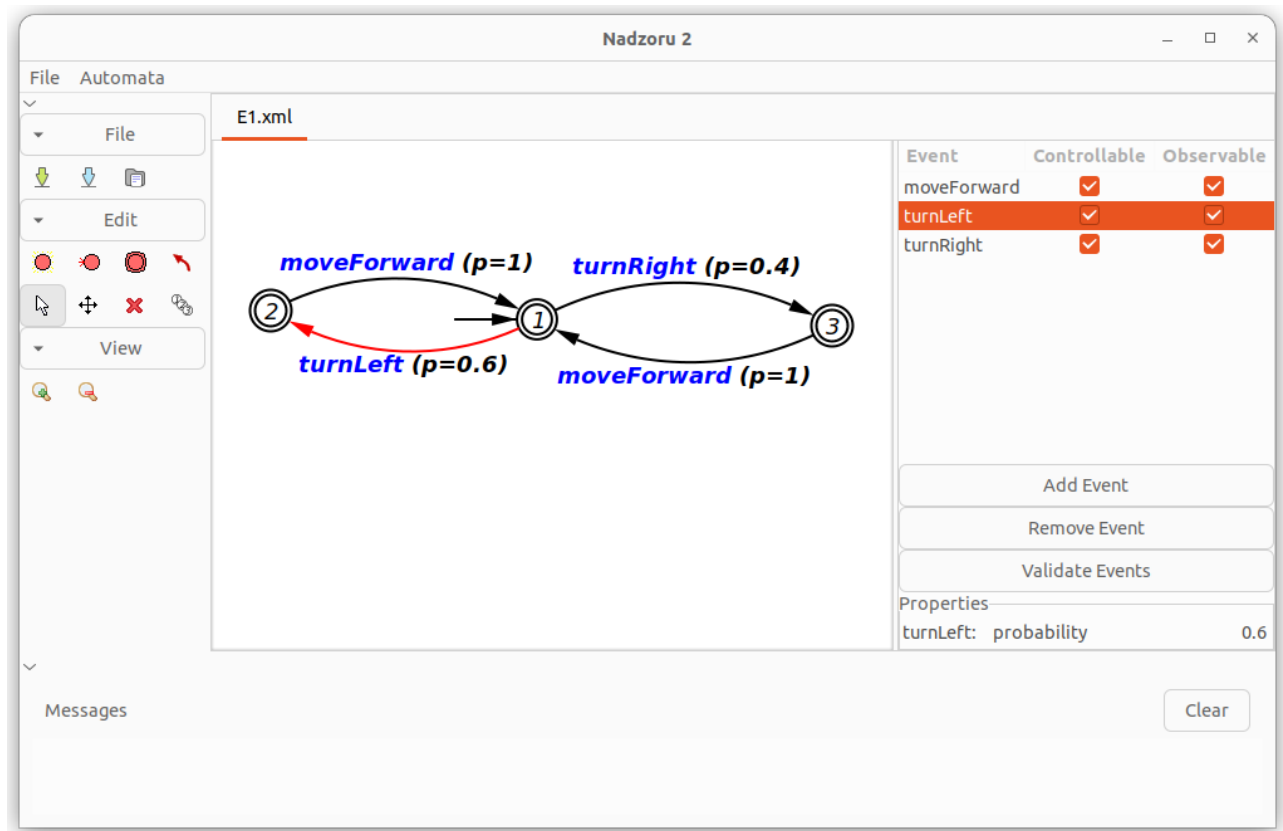 Nadzoru 2
File Automata
File
Edit
View
E1.xml
moveForward (p=1)
turnRight (p=0.4)
2
1
3
turnLeft (p=0.6)
moveForward (p=1)
Event Controllable Observable
moveForward
turnLeft
turnRight
Add Event
Remove Event
Validate Events
Properties
turnLeft: probability 0.6
Messages
Clear